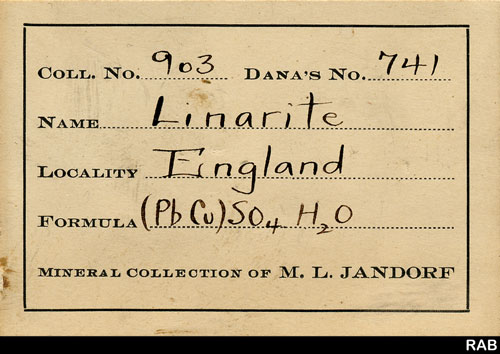 COLL. NO. 903 DANA'S NO. 741
NAME Linarite
LOCALITY England
FORMULA (Pb Cu) SO4 H2O
MINERAL COLLECTION OF M. L. JANDORF
RAB